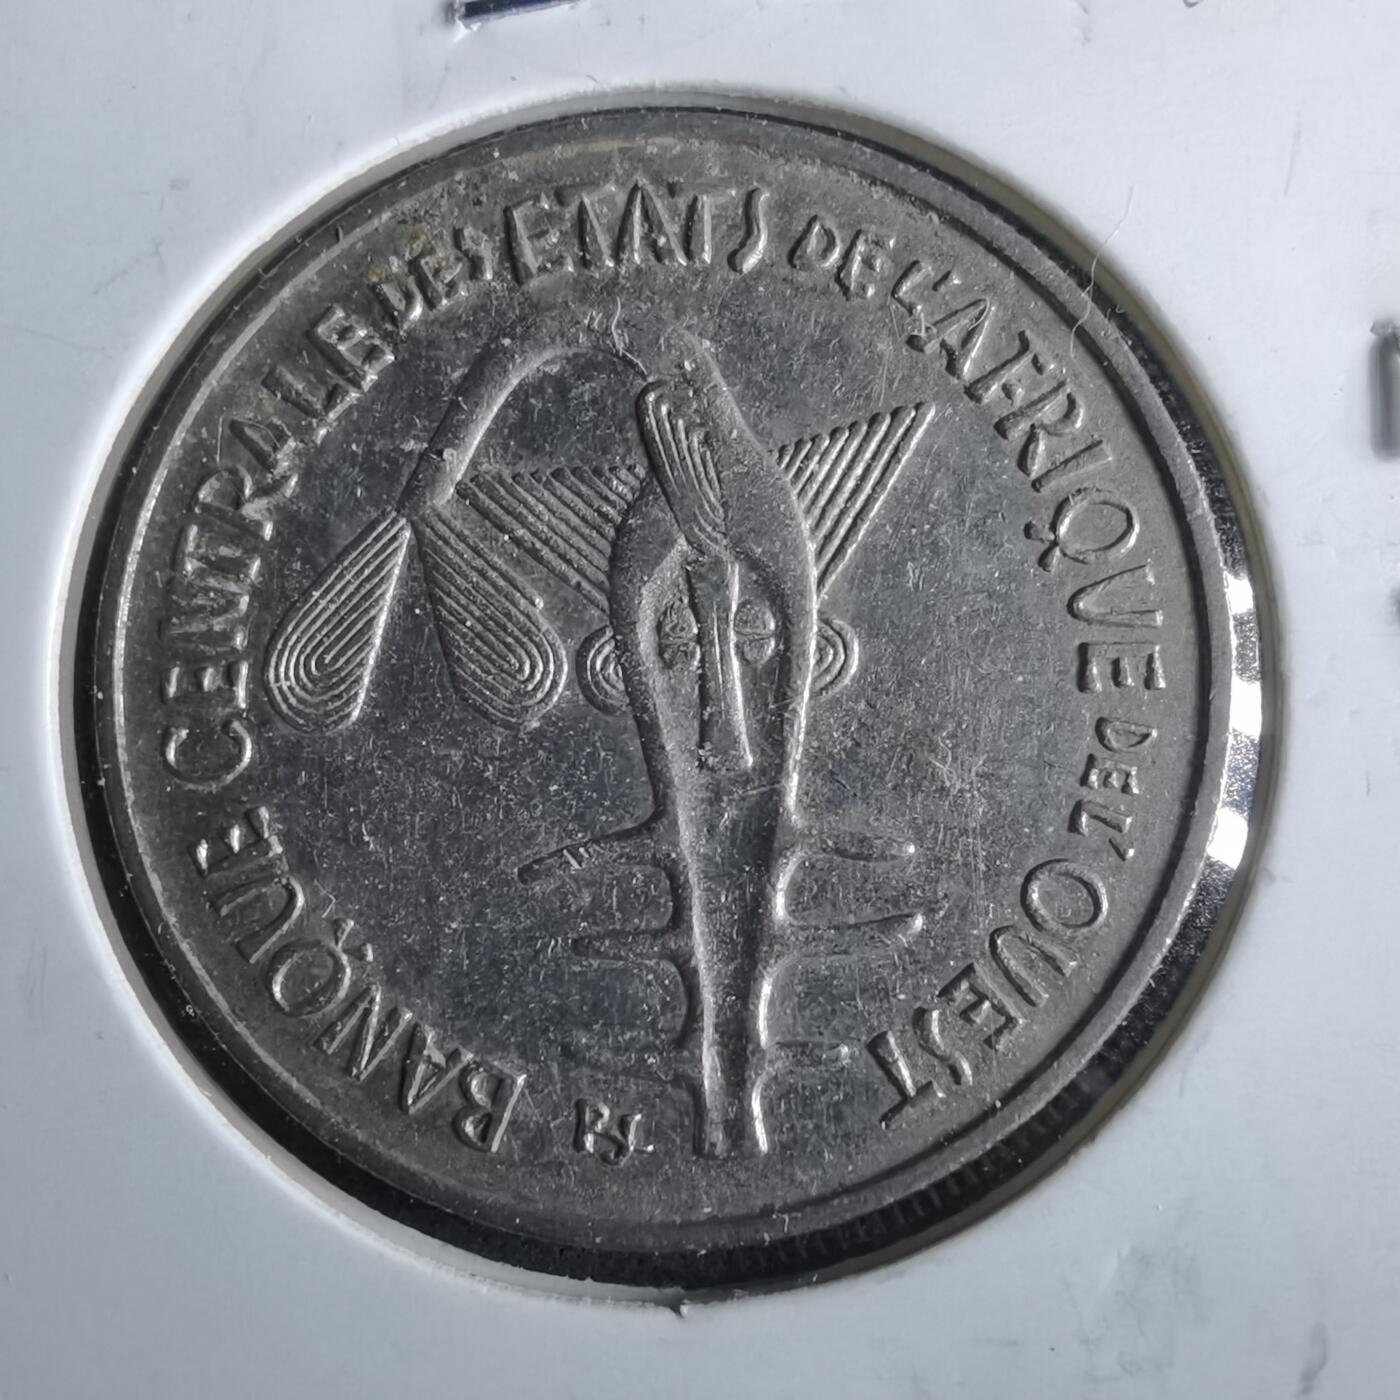 BANQUE CENTRALE DES ETATS DE L'AFRIQUE DE L'OUEST